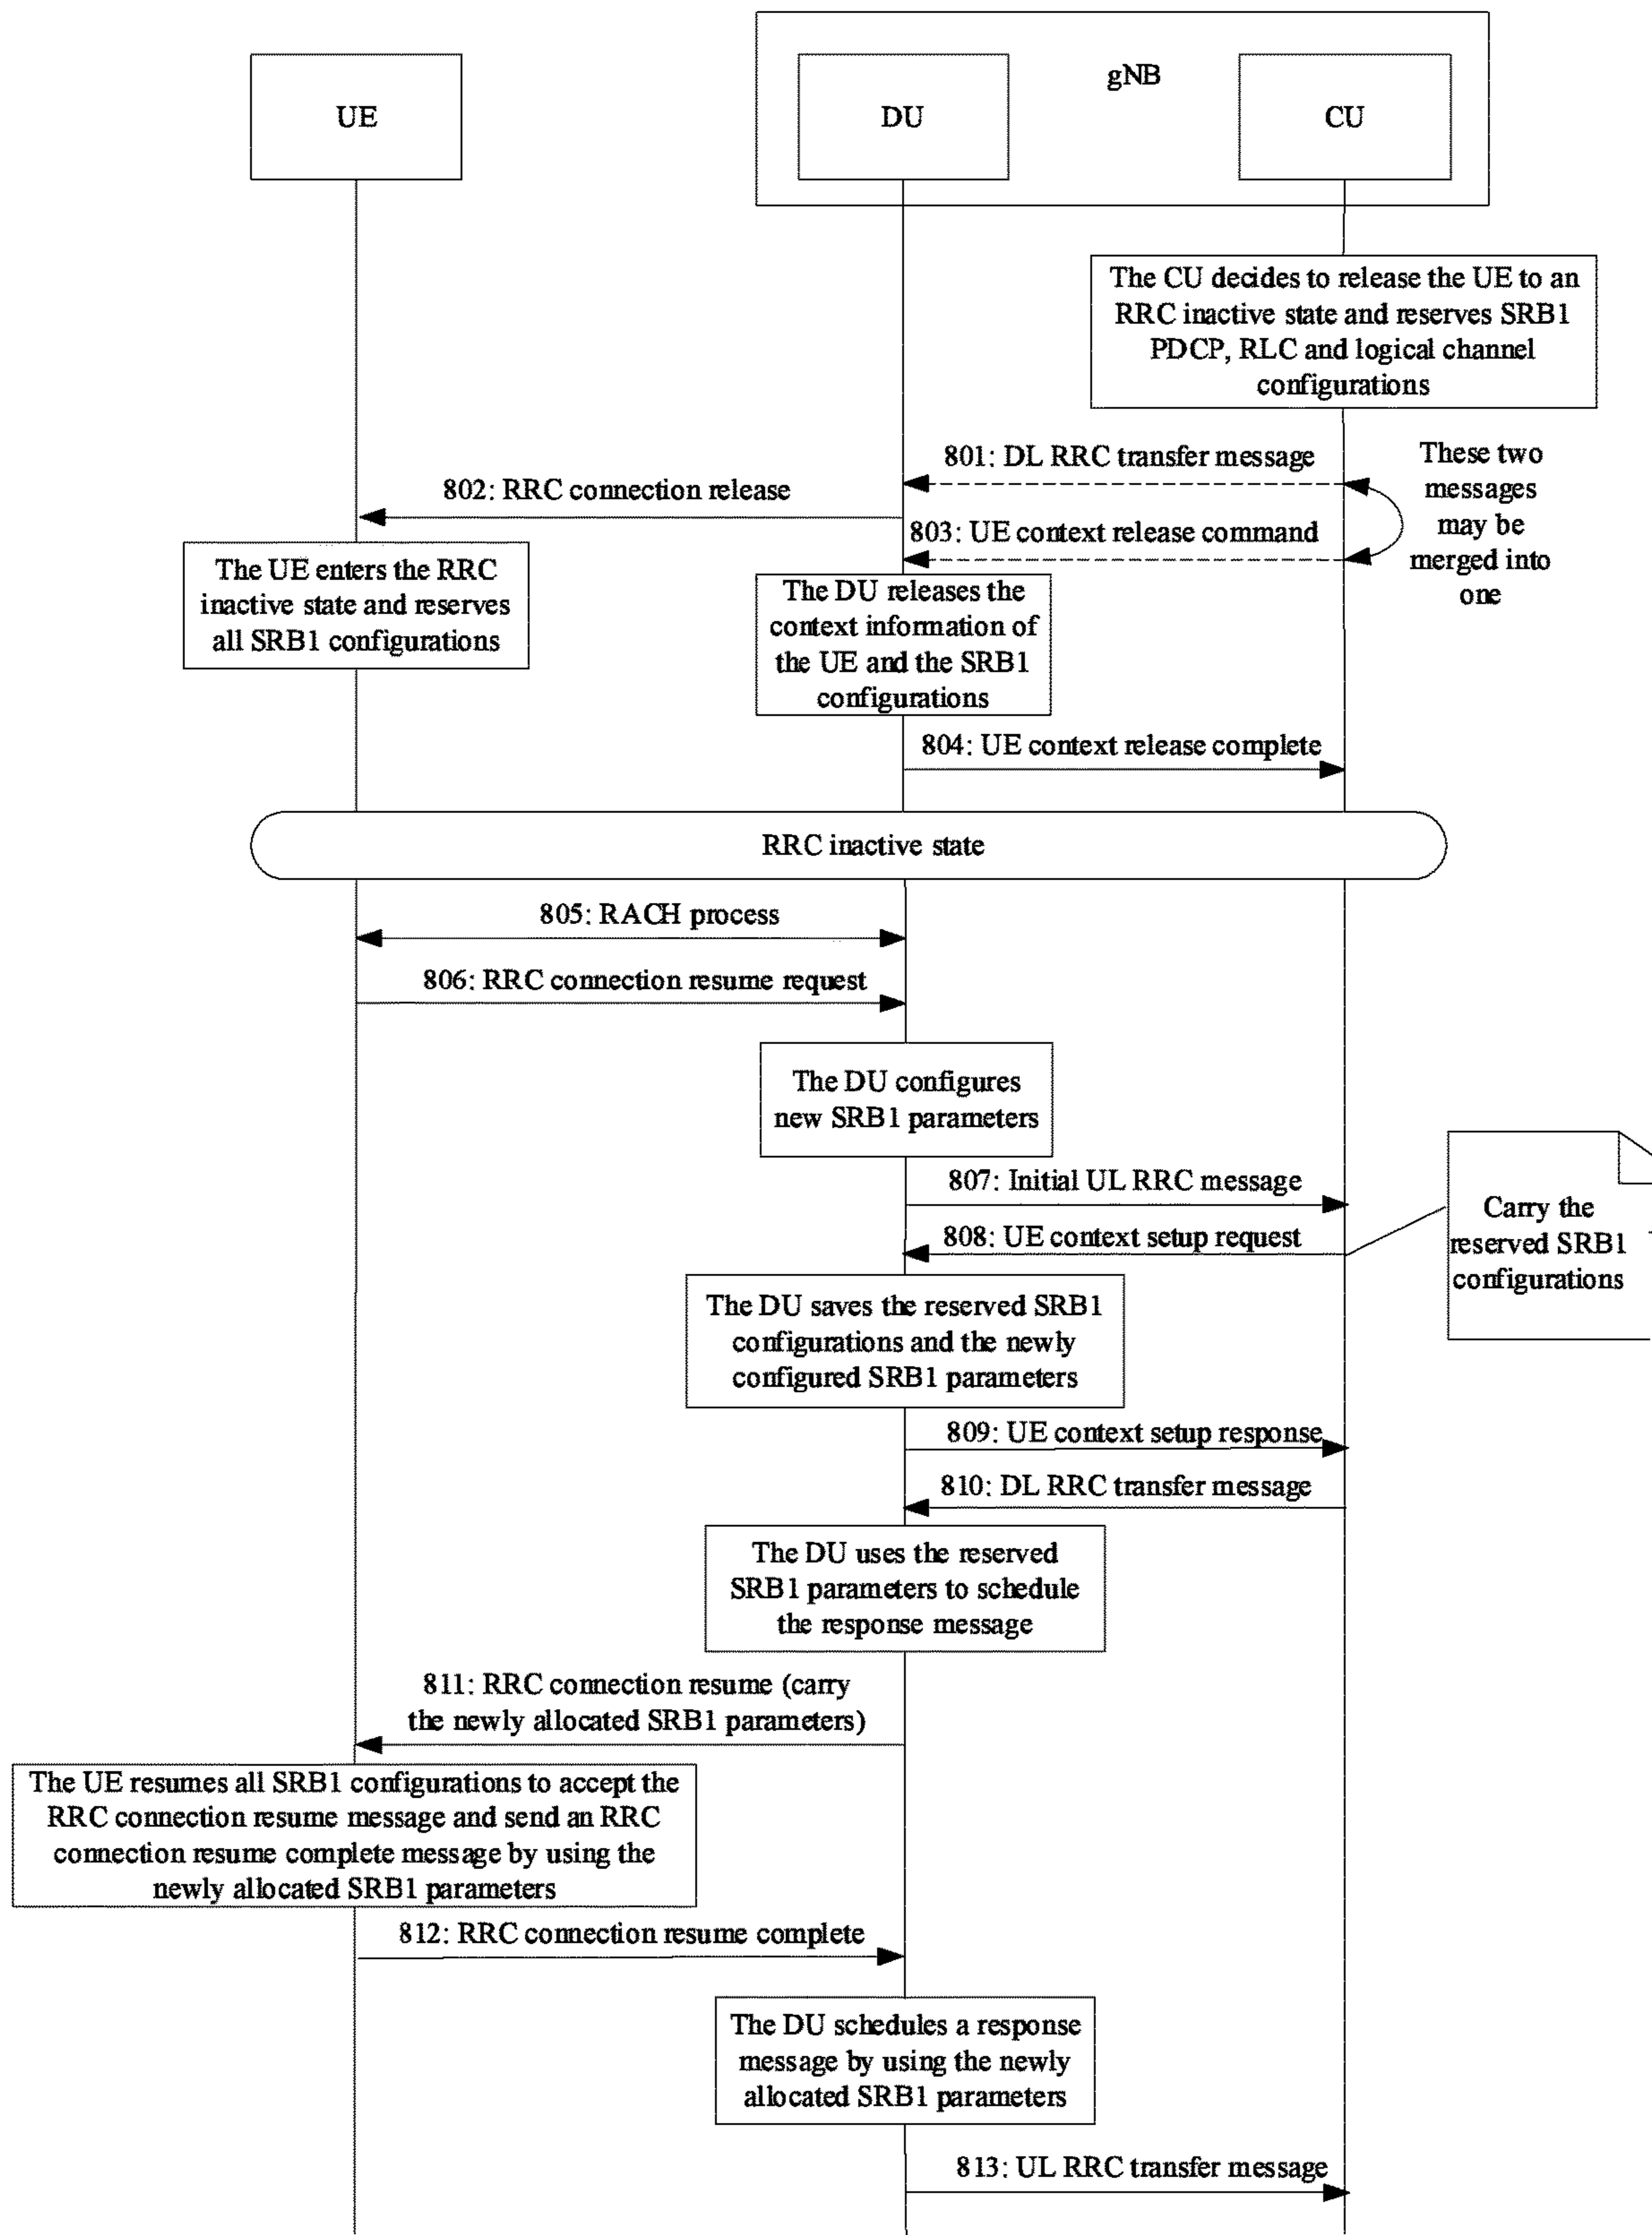 gNB
UE
DU
CU
The CU decides to release the UE to an
RRC inactive state and reserves SRB1
PDCP, RLC and logical channel
configurations
801: DL RRC transfer message
These two
messages
may be
merged into
one
802: RRC connection release
803: UE context release command
The UE enters the RRC
inactive state and reserves
all SRB1 configurations
The DU releases the
context information of
the UE and the SRB1
configurations
804: UE context release complete
RRC inactive state
805: RACH process
806: RRC connection resume request
The DU configures
new SRB1 parameters
807: Initial UL RRC message
808: UE context setup request
Carry the
reserved SRB1
configurations
The DU saves the reserved SRB1
configurations and the newly
configured SRB1 parameters
809: UE context setup response
810: DL RRC transfer message
The DU uses the reserved
SRB1 parameters to schedule
the response message
811: RRC connection resume (carry
the newly allocated SRB1 parameters)
The UE resumes all SRB1 configurations to accept the
RRC connection resume message and send an RRC
connection resume complete message by using the
newly allocated SRB1 parameters
812: RRC connection resume complete
The DU schedules a response
message by using the newly
allocated SRB1 parameters
813: UL RRC transfer message